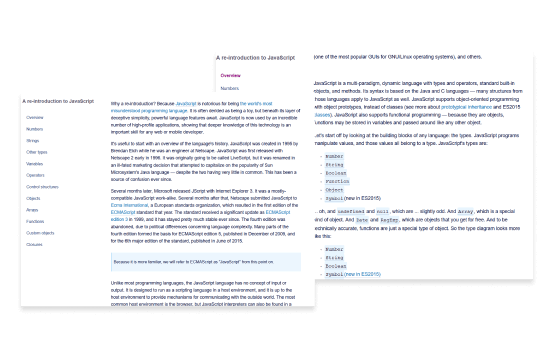 A re-introduction to JavaScript
Overview
Numbers
(one of the most popular GUIs for GNU/Linux operating systems), and others.
JavaScript is a multi-paradigm, dynamic language with types and operators, standard built-in
objects, and methods. Its syntax is based on the Java and C languages — many structures from
those languages apply to JavaScript as well. JavaScript supports object-oriented programming
with object prototypes, instead of classes (see more about prototypical inheritance and ES2015
classes). JavaScript also supports functional programming — because they are objects,
functions may be stored in variables and passed around like any other object.
Let's start off by looking at the building blocks of any language: the types. JavaScript programs
manipulate values, and those values all belong to a type. JavaScript's types are:
Number
String
Boolean
Function
Object
Symbol(new in ES2015)
... oh, and undefined and null, which are ... slightly odd. And Array, which is a special
kind of object. And Date and RegExp, which are objects that you get for free. And to be
technically accurate, functions are just a special type of object. So the type diagram looks more
like this:
Number
String
Boolean
Symbol(new in ES2015)
A re-introduction to JavaScript
Overview
Numbers
Strings
Other types
Variables
Operators
Control structures
Objects
Arrays
Functions
Custom objects
Closures
Why a re-introduction? Because JavaScript is notorious for being the world's most
misunderstood programming language. It is often derided as being a toy, but beneath its layer of
deceptive simplicity, powerful language features await. JavaScript is now used by an incredible
number of high-profile applications, showing that deeper knowledge of this technology is an
important skill for any web or mobile developer.
It's useful to start with an overview of the language's history. JavaScript was created in 1995 by
Brendan Eich while he was an engineer at Netscape. JavaScript was first released with
Netscape 2 early in 1996. It was originally going to be called LiveScript, but it was renamed in
an ill-fated marketing decision that attempted to capitalize on the popularity of Sun
Microsystem's Java language — despite the two having very little in common. This has been a
source of confusion ever since.
Several months later, Microsoft released JScript with Internet Explorer 3. It was a mostly-
compatible JavaScript work-alike. Several months after that, Netscape submitted JavaScript to
Ecma International, a European standards organization, which resulted in the first edition of the
ECMAScript standard that year. The standard received a significant update as ECMAScript
edition 3 in 1999, and it has stayed pretty much stable ever since. The fourth edition was
abandoned, due to political differences concerning language complexity. Many parts of the
fourth edition formed the basis for ECMAScript edition 5, published in December of 2009, and
for the 6th major edition of the standard, published in June of 2015.
Because it is more familiar, we will refer to ECMAScript as "JavaScript" from this point on.
Unlike most programming languages, the JavaScript language has no concept of input or
output. It is designed to run as a scripting language in a host environment, and it is up to the
host environment to provide mechanisms for communicating with the outside world. The most
common host environment is the browser, but JavaScript interpreters can also be found in a